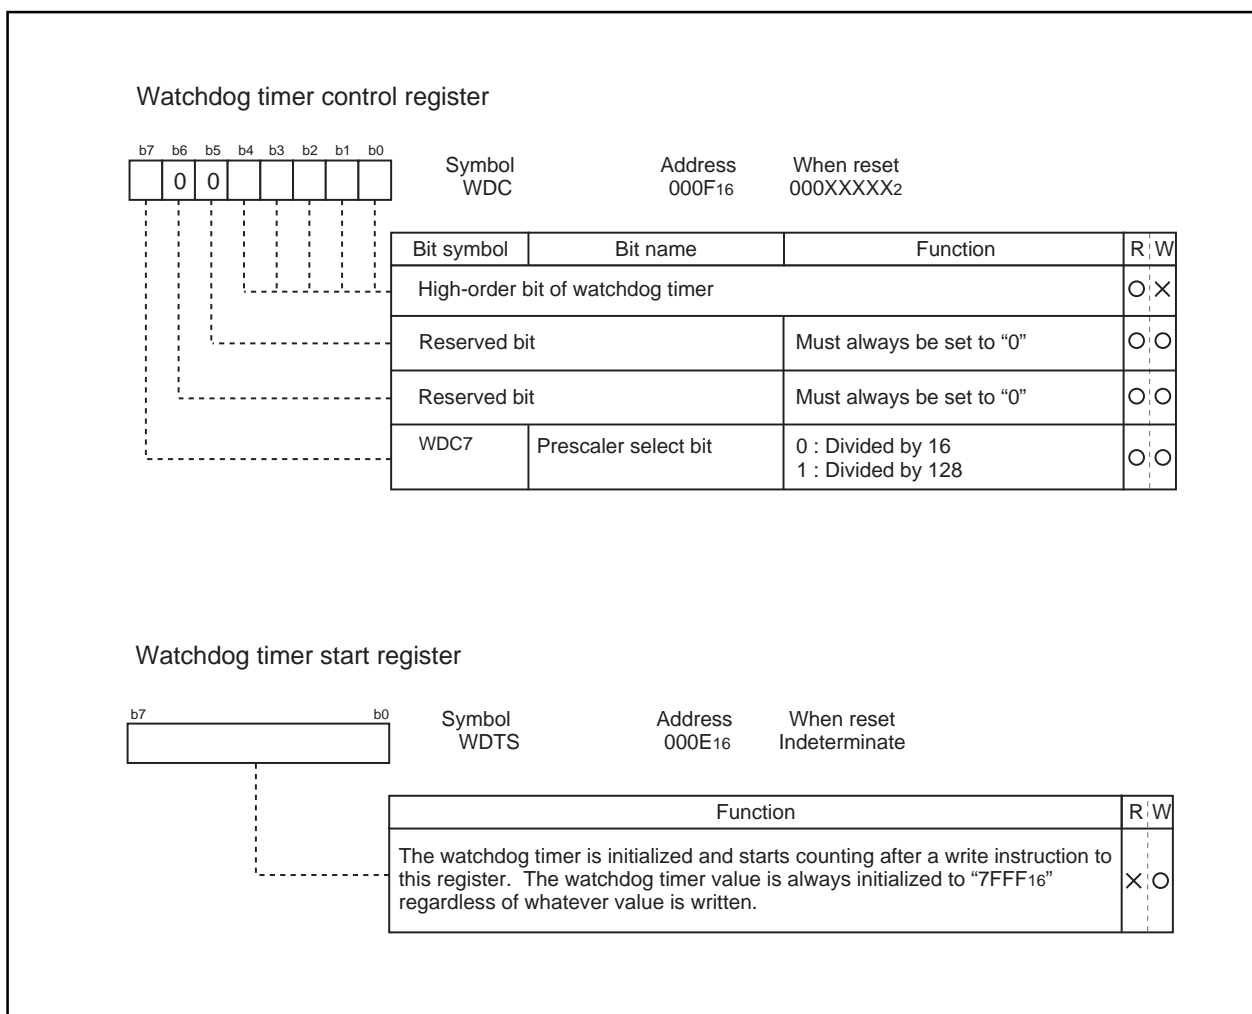 Watchdog timer control register
b7 b6 b5 b4 b3 b2 b1 b0
0 0
Symbol Address When reset
WDC 000F16 000XXXXX2
Bit symbol Bit name Function R W
High-order bit of watchdog timer O X
Reserved bit Must always be set to “0” O O
Reserved bit Must always be set to “0” O O
WDC7 Prescaler select bit 0 : Divided by 16 O O
1 : Divided by 128
Watchdog timer start register
b7 b0
Symbol Address When reset
WDTS 000E16 Indeterminate
Function R W
The watchdog timer is initialized and starts counting after a write instruction to
this register. The watchdog timer value is always initialized to “7FFF16” X O
regardless of whatever value is written.